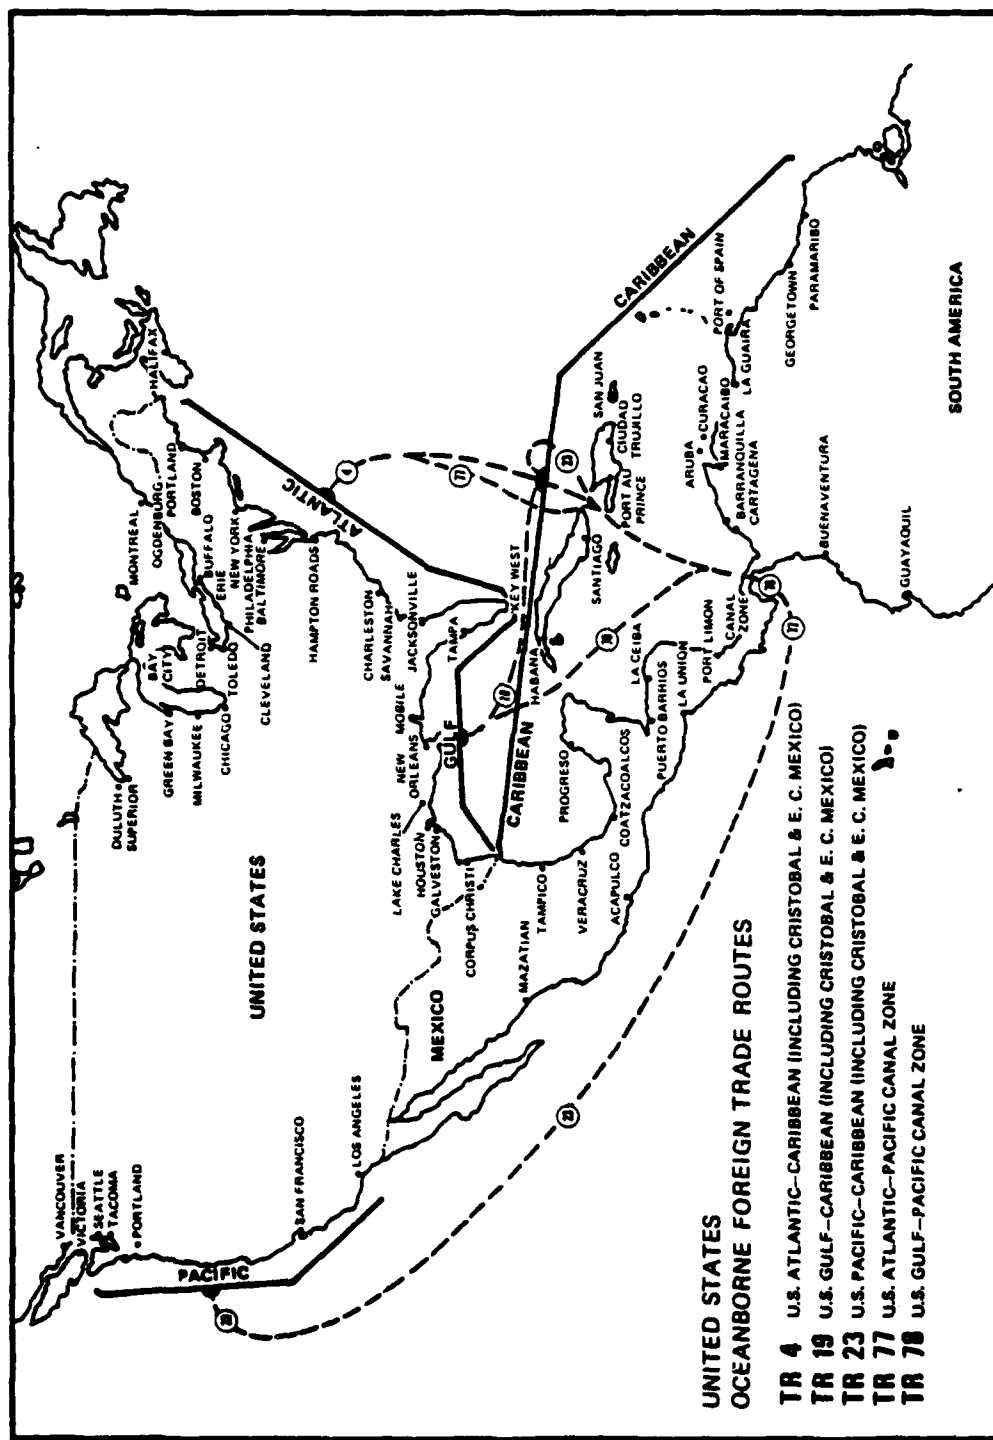 VANCOUVER
VICTORIA
SEATTLE
TACOMA
PORTLAND
PACIFIC
SAN FRANCISCO
LOS ANGELES
UNITED STATES
MEXICO
DULUTH
SUPERIOR
GREEN BAY
MILWAUKEE
CHICAGO
BAY
CITY
DETROIT
TOLEDO
CLEVELAND
ERIE
BUFFALO
MONTREAL
OGDENBURG
PORTLAND
BOSTON
NEW YORK
PHILADELPHIA
BALTIMORE
HALIFAX
HAMPTON ROADS
ATLANTIC
4
77
CHARLESTON
SAVANNAH
JACKSONVILLE
TAMPA
KEY WEST
MOBILE
NEW
ORLEANS
GULF
LAKE CHARLES
HOUSTON
GALVESTON
CORPUS CHRISTI
CARIBBEAN
19
HABANA
23
CARIBBEAN
MAZATIAN
TAMPICO
VERACRUZ
ACAPULCO
PROGRESO
COATZACOALCOS
PUERTO BARRIOS
LA CEIBA
LA UNION
PORT LIMON
CANAL
ZONE
SANTIAGO
PORT AU
PRINCE
CIUDAD
TRUJILLO
SAN JUAN
ARUBA
CURACAO
MARACAIBO
BARRANQUILLA
CARTAGENA
LA GUAIRA
PORT OF SPAIN
GEORGETOWN
PARAMARIBO
BUENAVENTURA
GUAYAQUIL
SOUTH AMERICA
77
23
UNITED STATES
OCEANBORNE FOREIGN TRADE ROUTES
TR 4 U.S. ATLANTIC–CARIBBEAN (INCLUDING CRISTOBAL & E. C. MEXICO)
TR 19 U.S. GULF–CARIBBEAN (INCLUDING CRISTOBAL & E. C. MEXICO)
TR 23 U.S. PACIFIC–CARIBBEAN (INCLUDING CRISTOBAL & E. C. MEXICO)
TR 77 U.S. ATLANTIC–PACIFIC CANAL ZONE
TR 78 U.S. GULF–PACIFIC CANAL ZONE